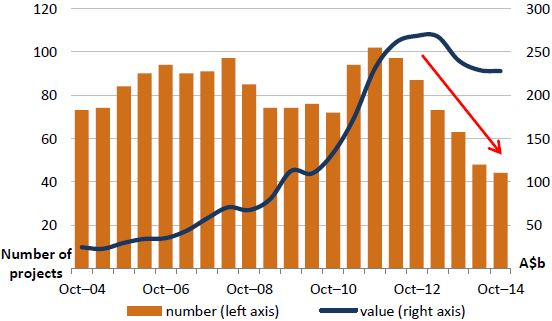 120
100
80
60
40
20
Number of
projects
300
250
200
150
100
50
A$b
Oct–04
Oct–06
Oct–08
Oct–10
Oct–12
Oct–14
number (left axis)
value (right axis)